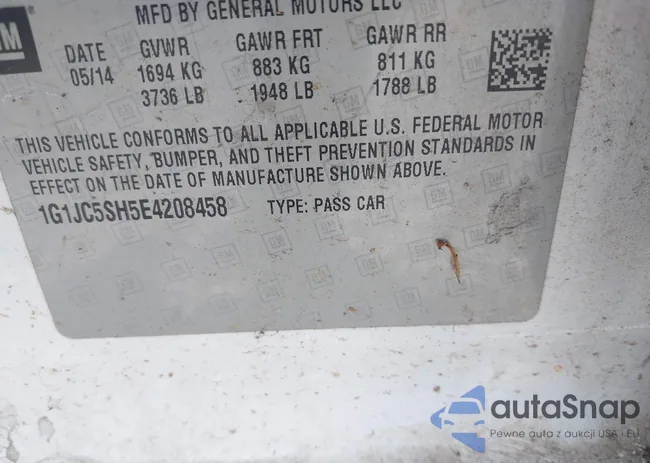 MFD BY GENERAL MOTORS LLC
GM
DATE GVWR GAWR FRT GAWR RR
05/14 1694 KG 883 KG 811 KG
3736 LB 1948 LB 1788 LB
THIS VEHICLE CONFORMS TO ALL APPLICABLE U.S. FEDERAL MOTOR
VEHICLE SAFETY, BUMPER, AND THEFT PREVENTION STANDARDS IN
EFFECT ON THE DATE OF MANUFACTURE SHOWN ABOVE.
1G1JC5SH5E4208458 TYPE: PASS CAR
autoSnap
Pewne auta z aukcji USA i EU